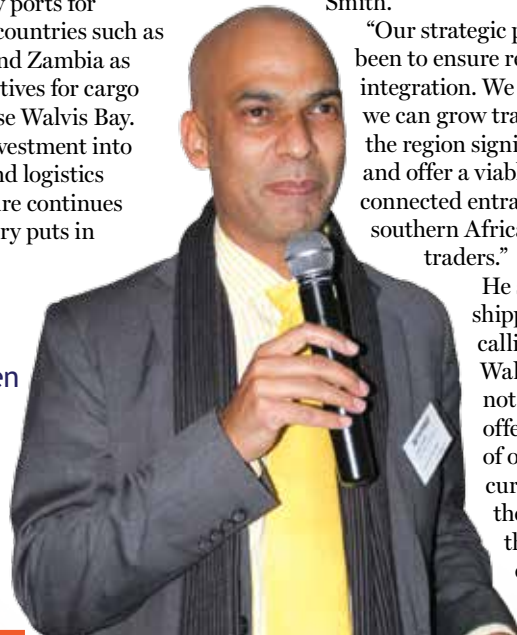 ports for
countries such as
nd Zambia as
tives for cargo
se Walvis Bay.
vestment into
nd logistics
re continues
ry puts in
en
Smith.
"Our strategic p
been to ensure re
integration. We
we can grow tra
the region signi
and offer a viabl
connected entra
southern Africa
traders."
He
shipp
calli
Wal
not
offe
of o
cur
the
th